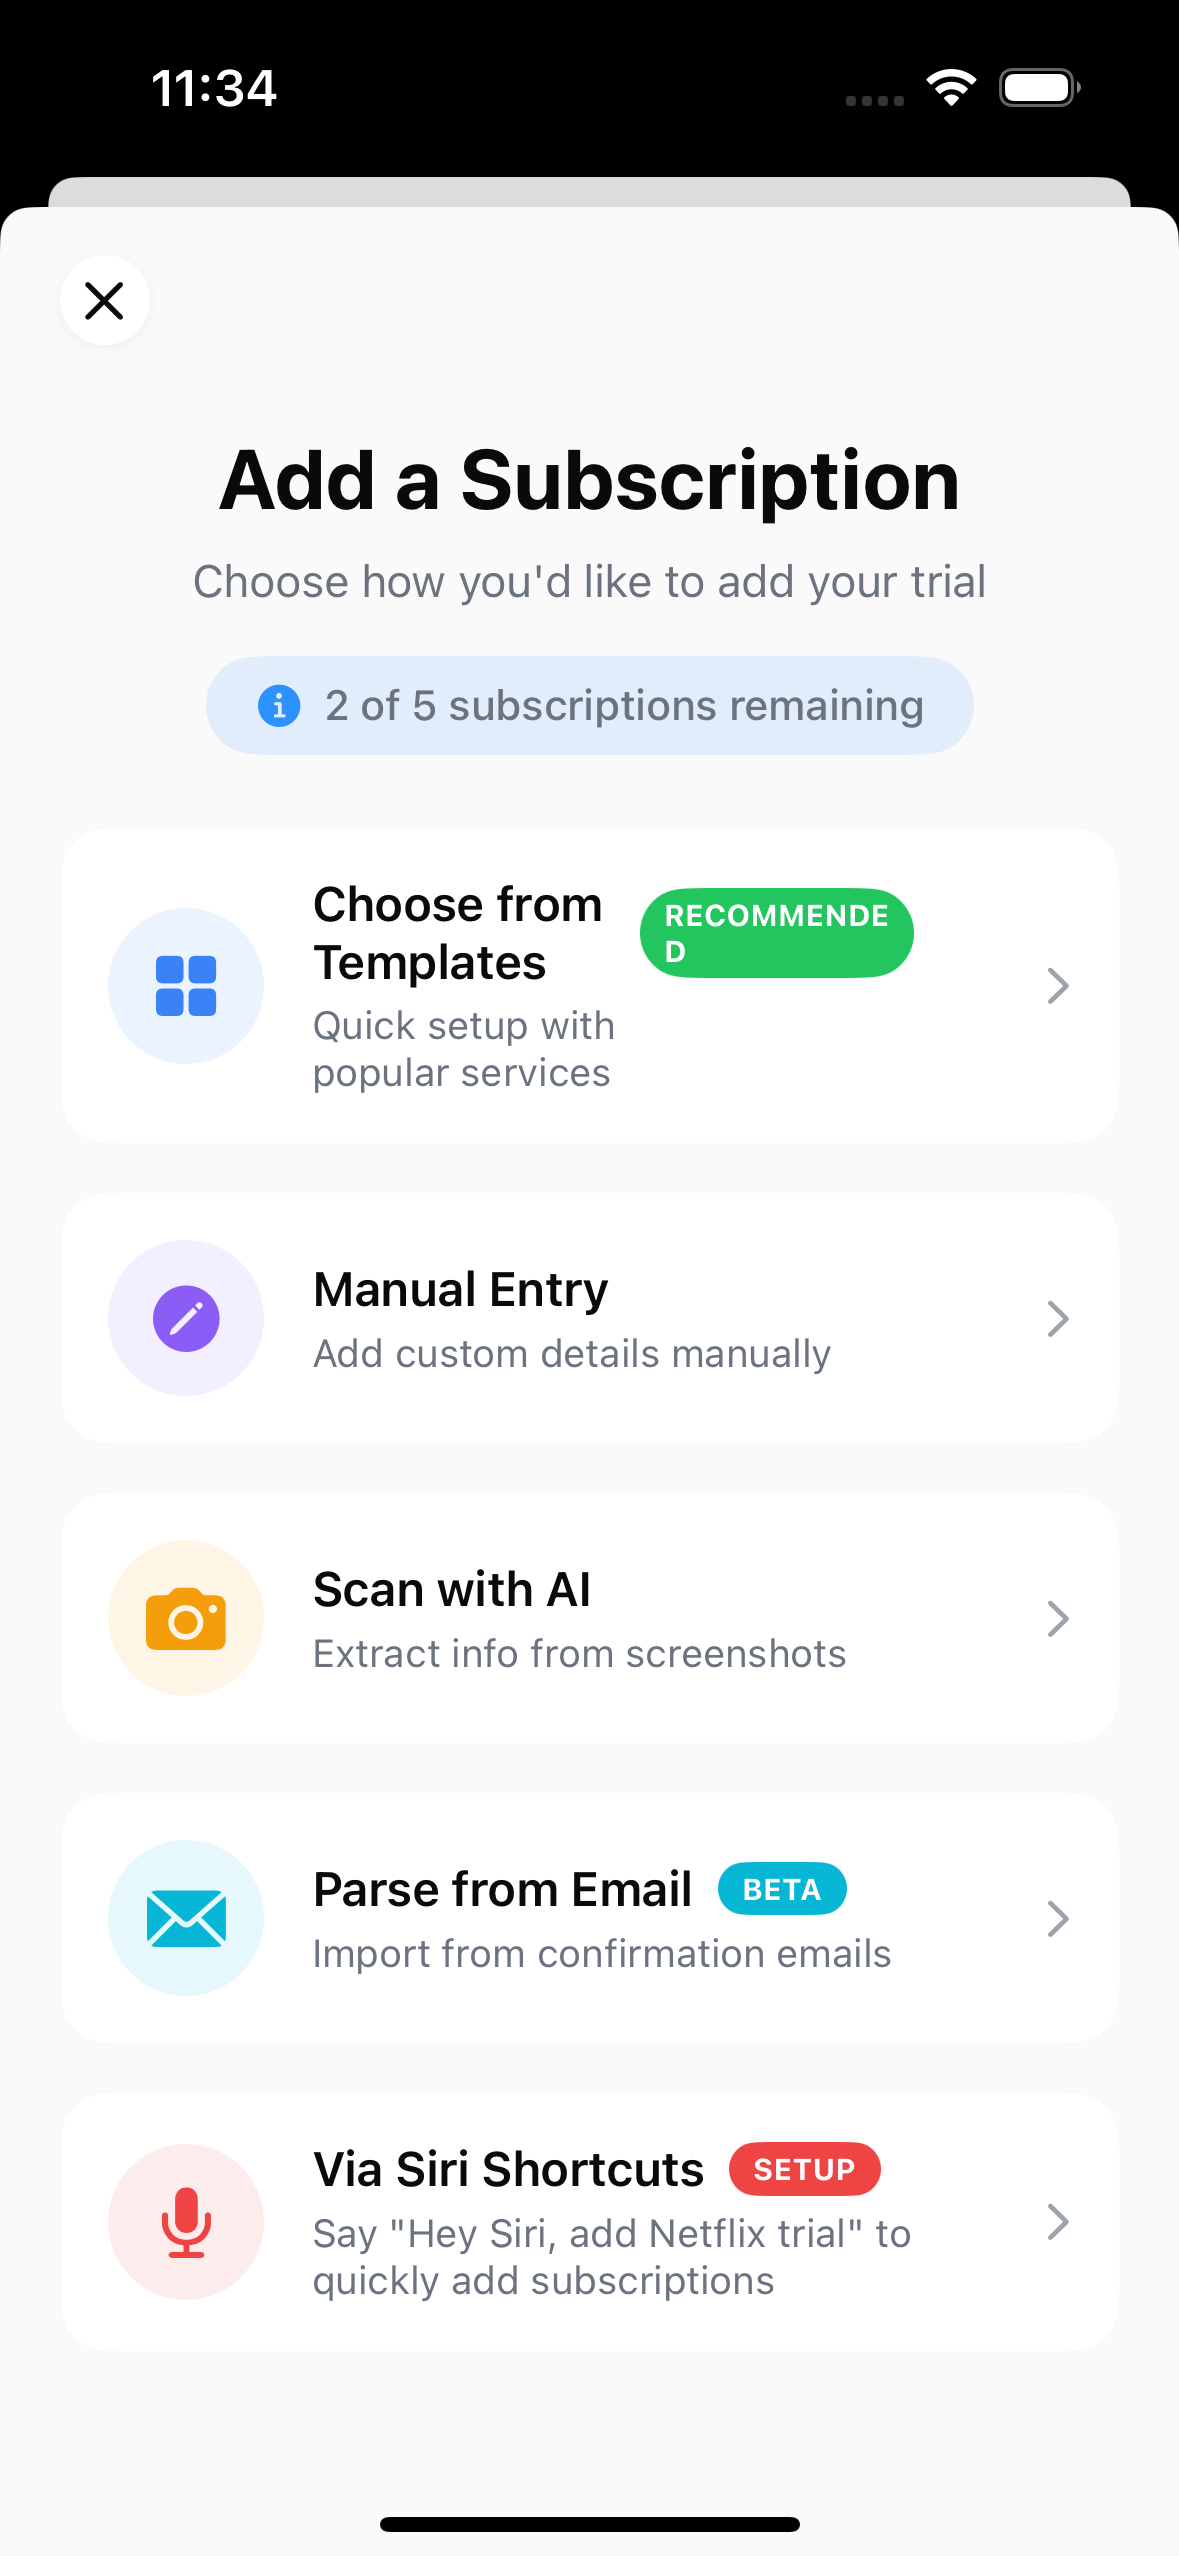 11:34
Add a Subscription
Choose how you'd like to add your trial
2 of 5 subscriptions remaining
Choose from
Templates
RECOMMENDE
D
Quick setup with
popular services
Manual Entry
Add custom details manually
Scan with AI
Extract info from screenshots
Parse from Email BETA
Import from confirmation emails
Via Siri Shortcuts SETUP
Say "Hey Siri, add Netflix trial" to
quickly add subscriptions